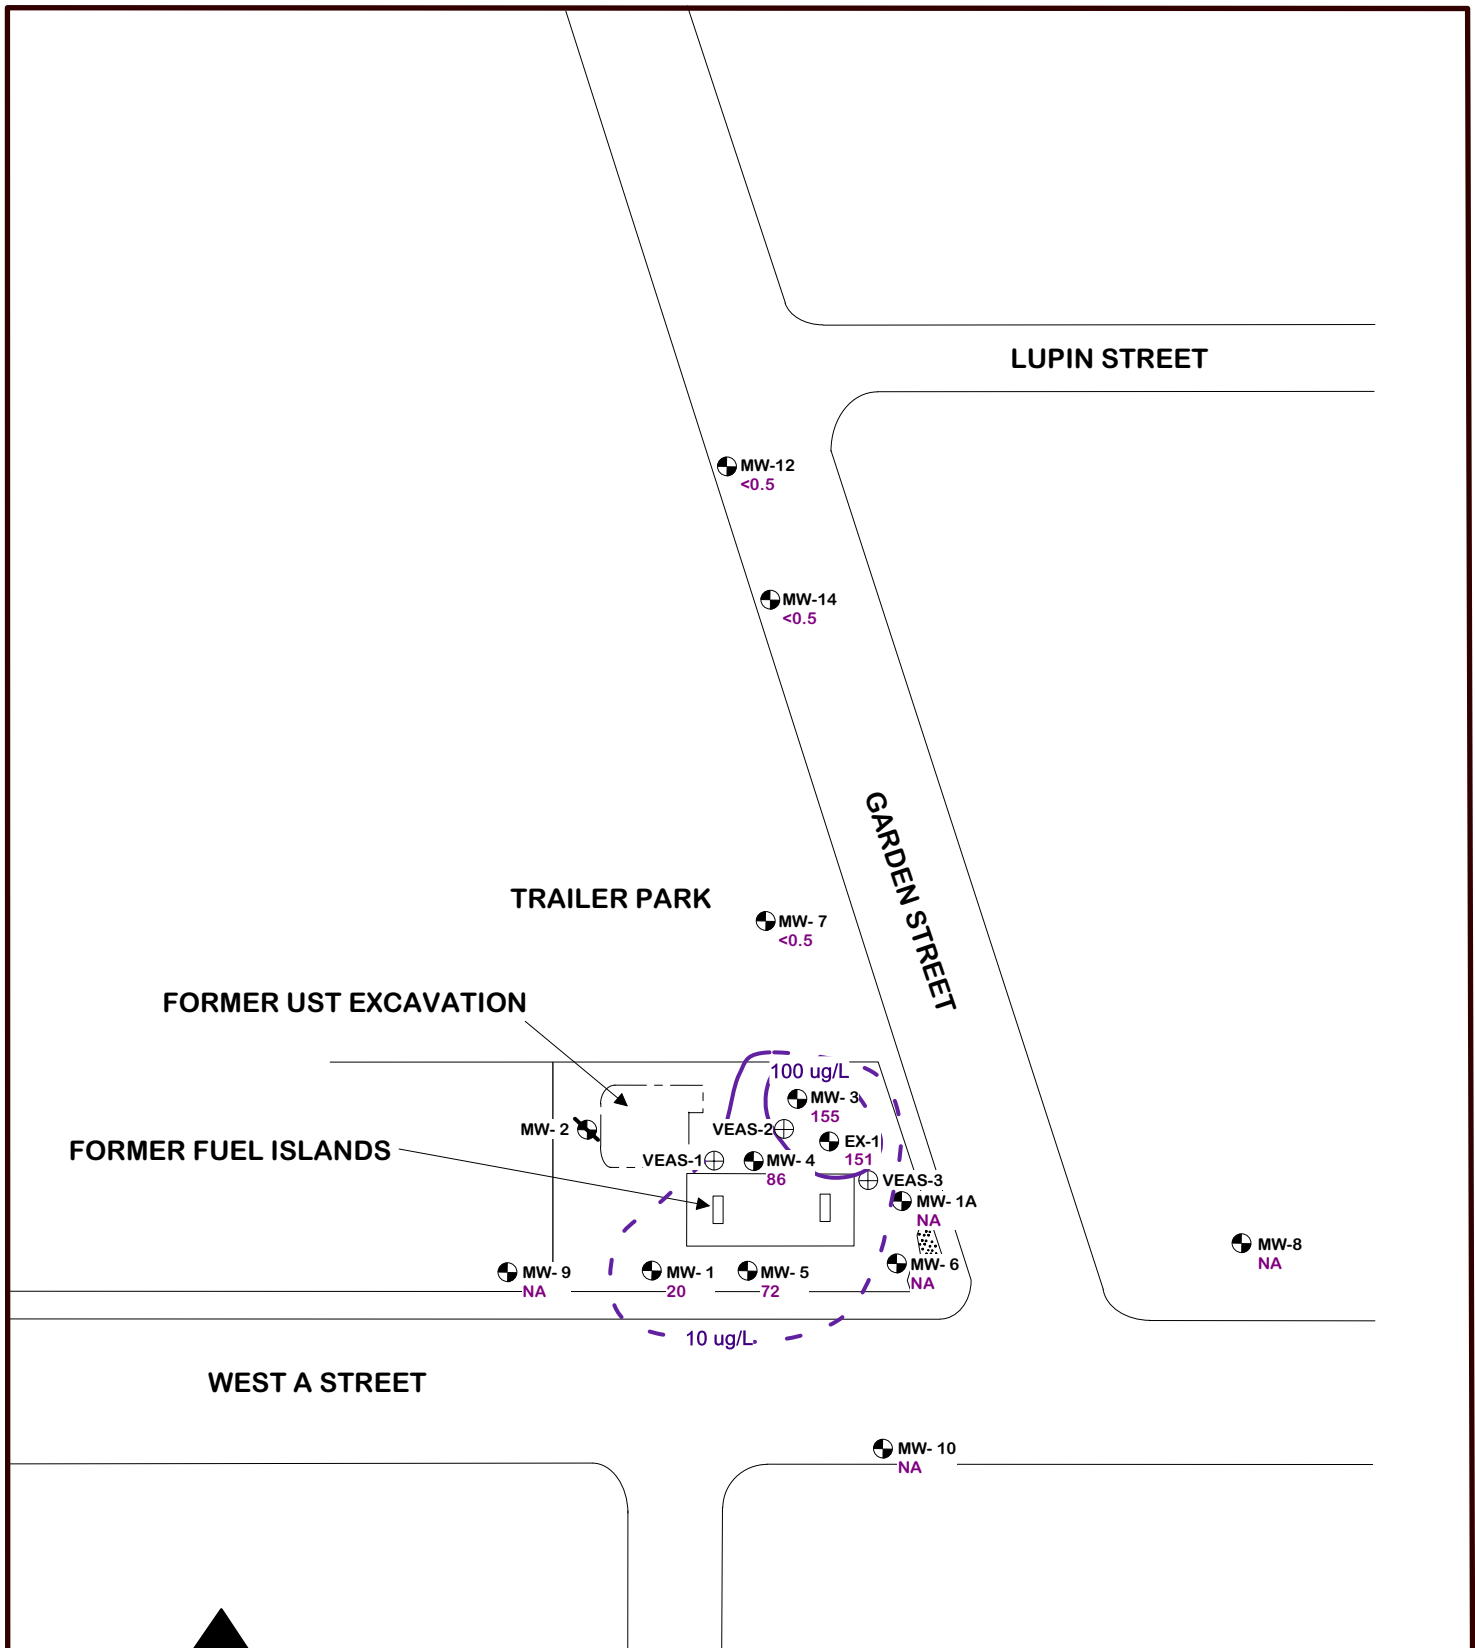 LUPIN STREET
MW-12
<0.5
MW-14
<0.5
GARDEN STREET
TRAILER PARK
MW- 7
<0.5
FORMER UST EXCAVATION
100 ug/L
MW- 3
155
MW- 2
VEAS-2
EX-1
151
FORMER FUEL ISLANDS
VEAS-1
MW- 4
86
VEAS-3
MW- 1A
NA
MW-8
NA
MW- 9
NA
MW- 1
20
MW- 5
72
MW- 6
NA
10 ug/L
WEST A STREET
MW- 10
NA